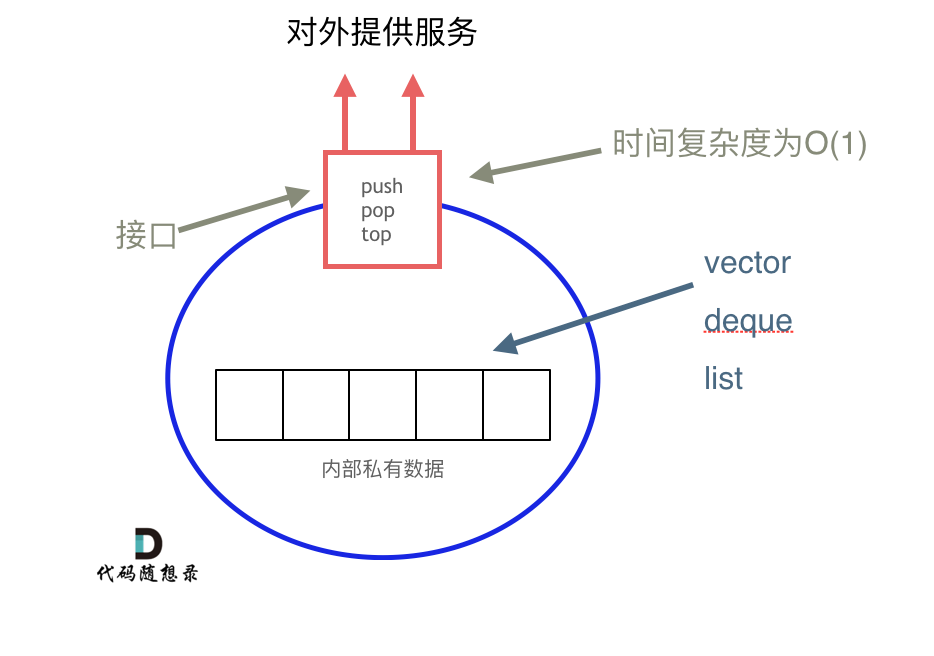 对外提供服务
时间复杂度为O(1)
push
pop
top
接口
vector
deque
list
内部私有数据
代码随想录